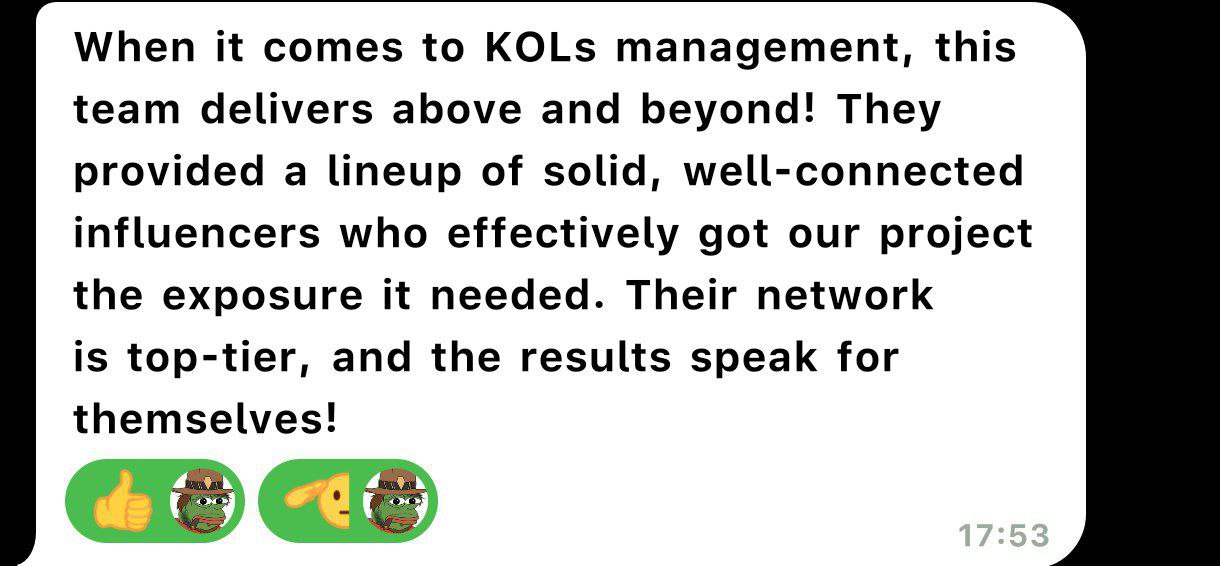 When it comes to KOLs management, this
team delivers above and beyond! They
provided a lineup of solid, well-connected
influencers who effectively got our project
the exposure it needed. Their network
is top-tier, and the results speak for
themselves!
17:53